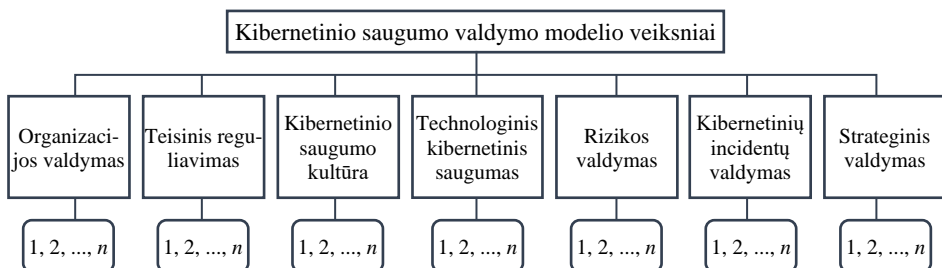 Kibernetinio saugumo valdymo modelio veiksniai
Organizaci-
jos valdymas
Teisinis regu-
liavimas
Kibernetinio
saugumo
kultūra
Technologinis
kibernetinis
saugumas
Rizikos
valdymas
Kibernetinių
incidentų
valdymas
Strateginis
valdymas
1, 2, ..., n
1, 2, ..., n
1, 2, ..., n
1, 2, ..., n
1, 2, ..., n
1, 2, ..., n
1, 2, ..., n